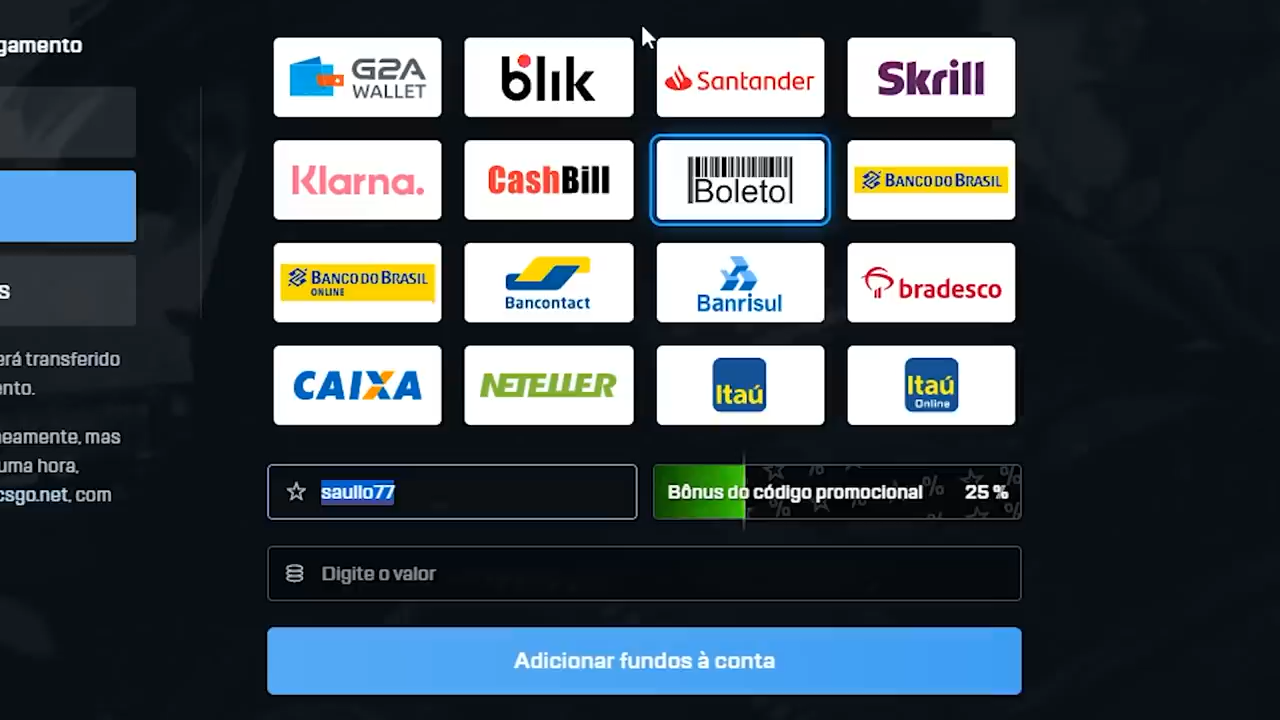 gamento
G2A
WALLET
blik
Santander
Skrill
Klarna.
CashBill
Boleto
BANCO DO BRASIL
BANCO DO BRASIL
ONLINE
Bancontact
Banrisul
bradesco
CAIXA
NETELLER
Itaú
Itaú
Online
s
erá transferido
nto.
neamente, mas
uma hora,
csgo.net, com
saullo77
Bônus do código promocional 25 %
Digite o valor
Adicionar fundos à conta